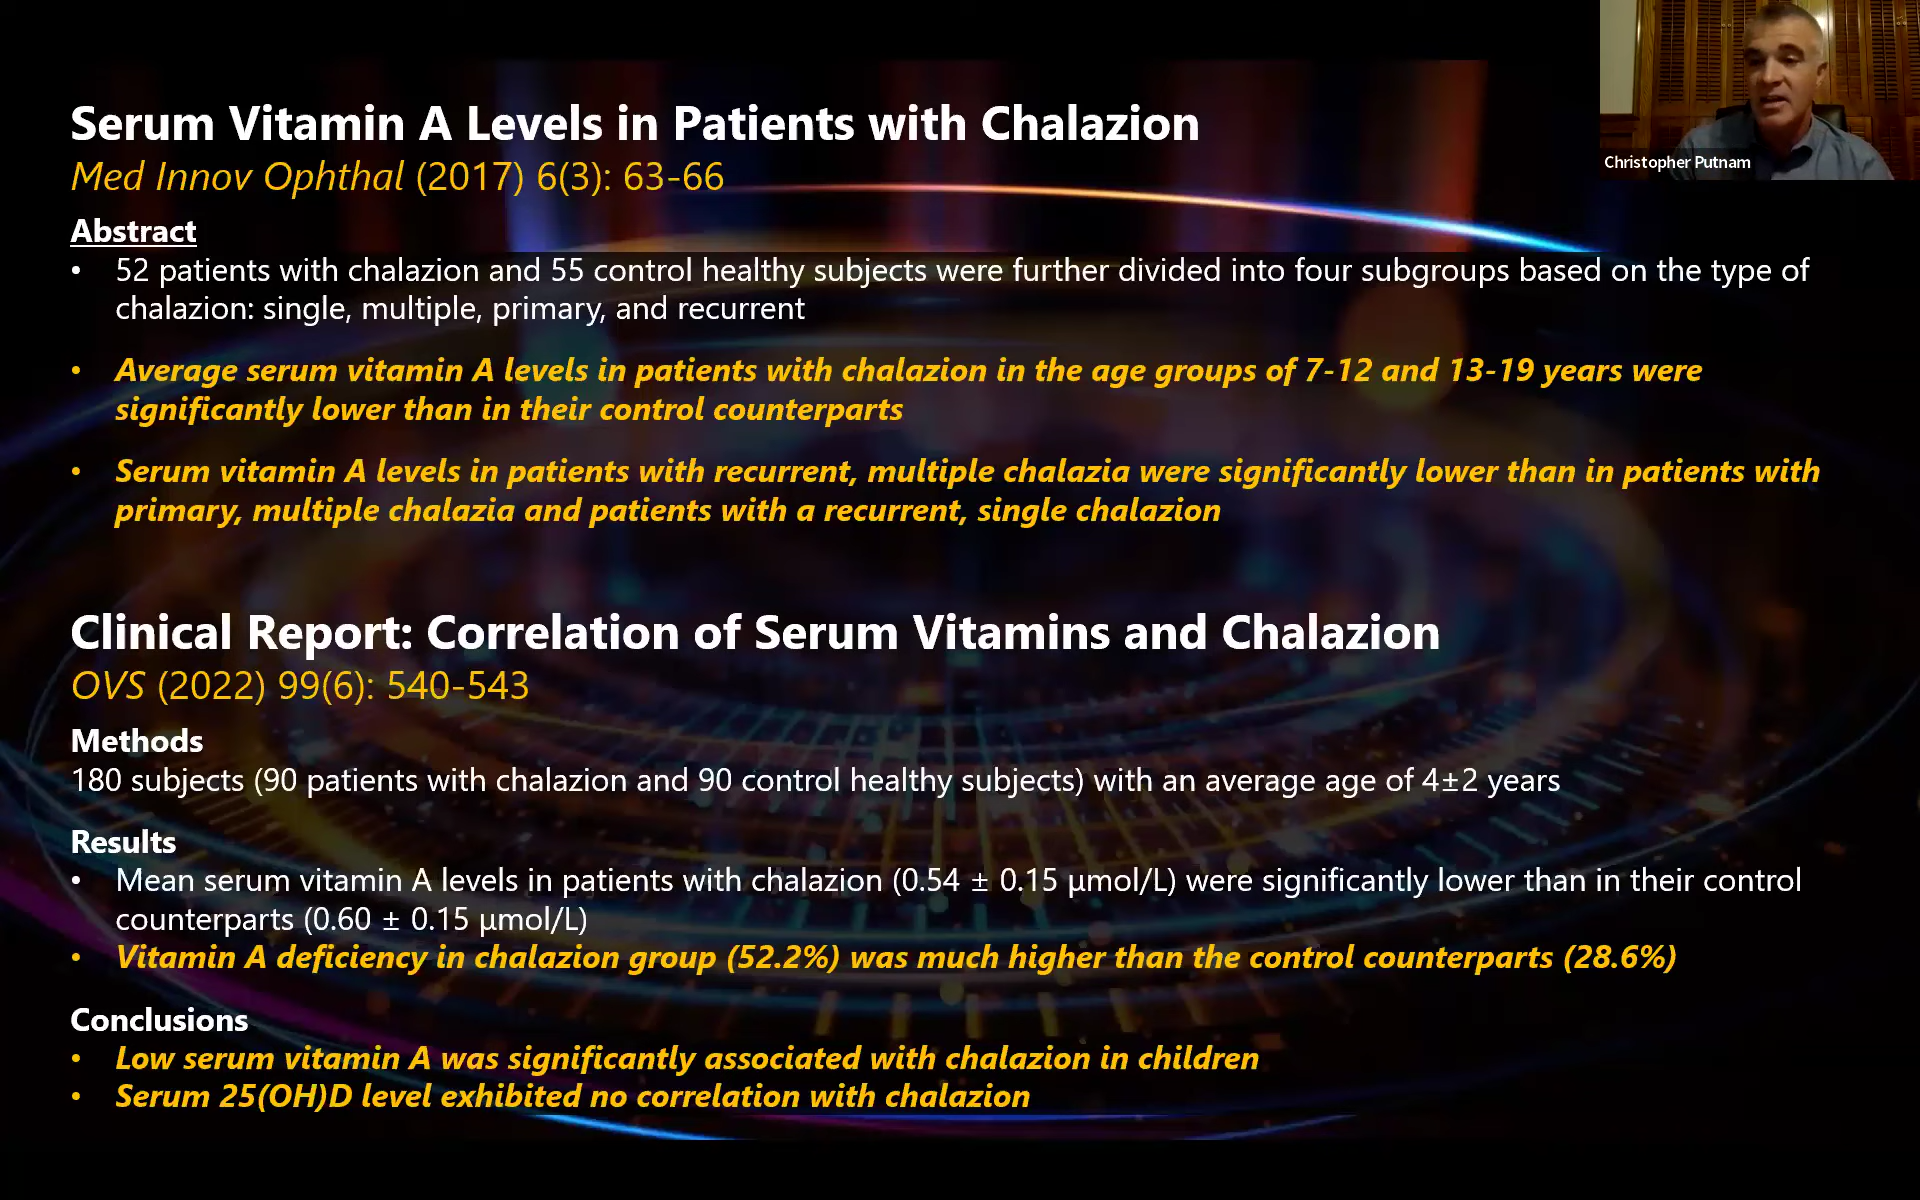 Serum Vitamin A Levels in Patients with Chalazion
Med Innov Ophthal (2017) 6(3): 63-66
Christopher Putnam
Abstract
• 52 patients with chalazion and 55 control healthy subjects were further divided into four subgroups based on the type of
chalazion: single, multiple, primary, and recurrent
• Average serum vitamin A levels in patients with chalazion in the age groups of 7-12 and 13-19 years were
significantly lower than in their control counterparts
• Serum vitamin A levels in patients with recurrent, multiple chalazia were significantly lower than in patients with
primary, multiple chalazia and patients with a recurrent, single chalazion
Clinical Report: Correlation of Serum Vitamins and Chalazion
OVS (2022) 99(6): 540-543
Methods
180 subjects (90 patients with chalazion and 90 control healthy subjects) with an average age of 4±2 years
Results
• Mean serum vitamin A levels in patients with chalazion (0.54 ± 0.15 μmol/L) were significantly lower than in their control
counterparts (0.60 ± 0.15 μmol/L)
• Vitamin A deficiency in chalazion group (52.2%) was much higher than the control counterparts (28.6%)
Conclusions
• Low serum vitamin A was significantly associated with chalazion in children
• Serum 25(OH)D level exhibited no correlation with chalazion